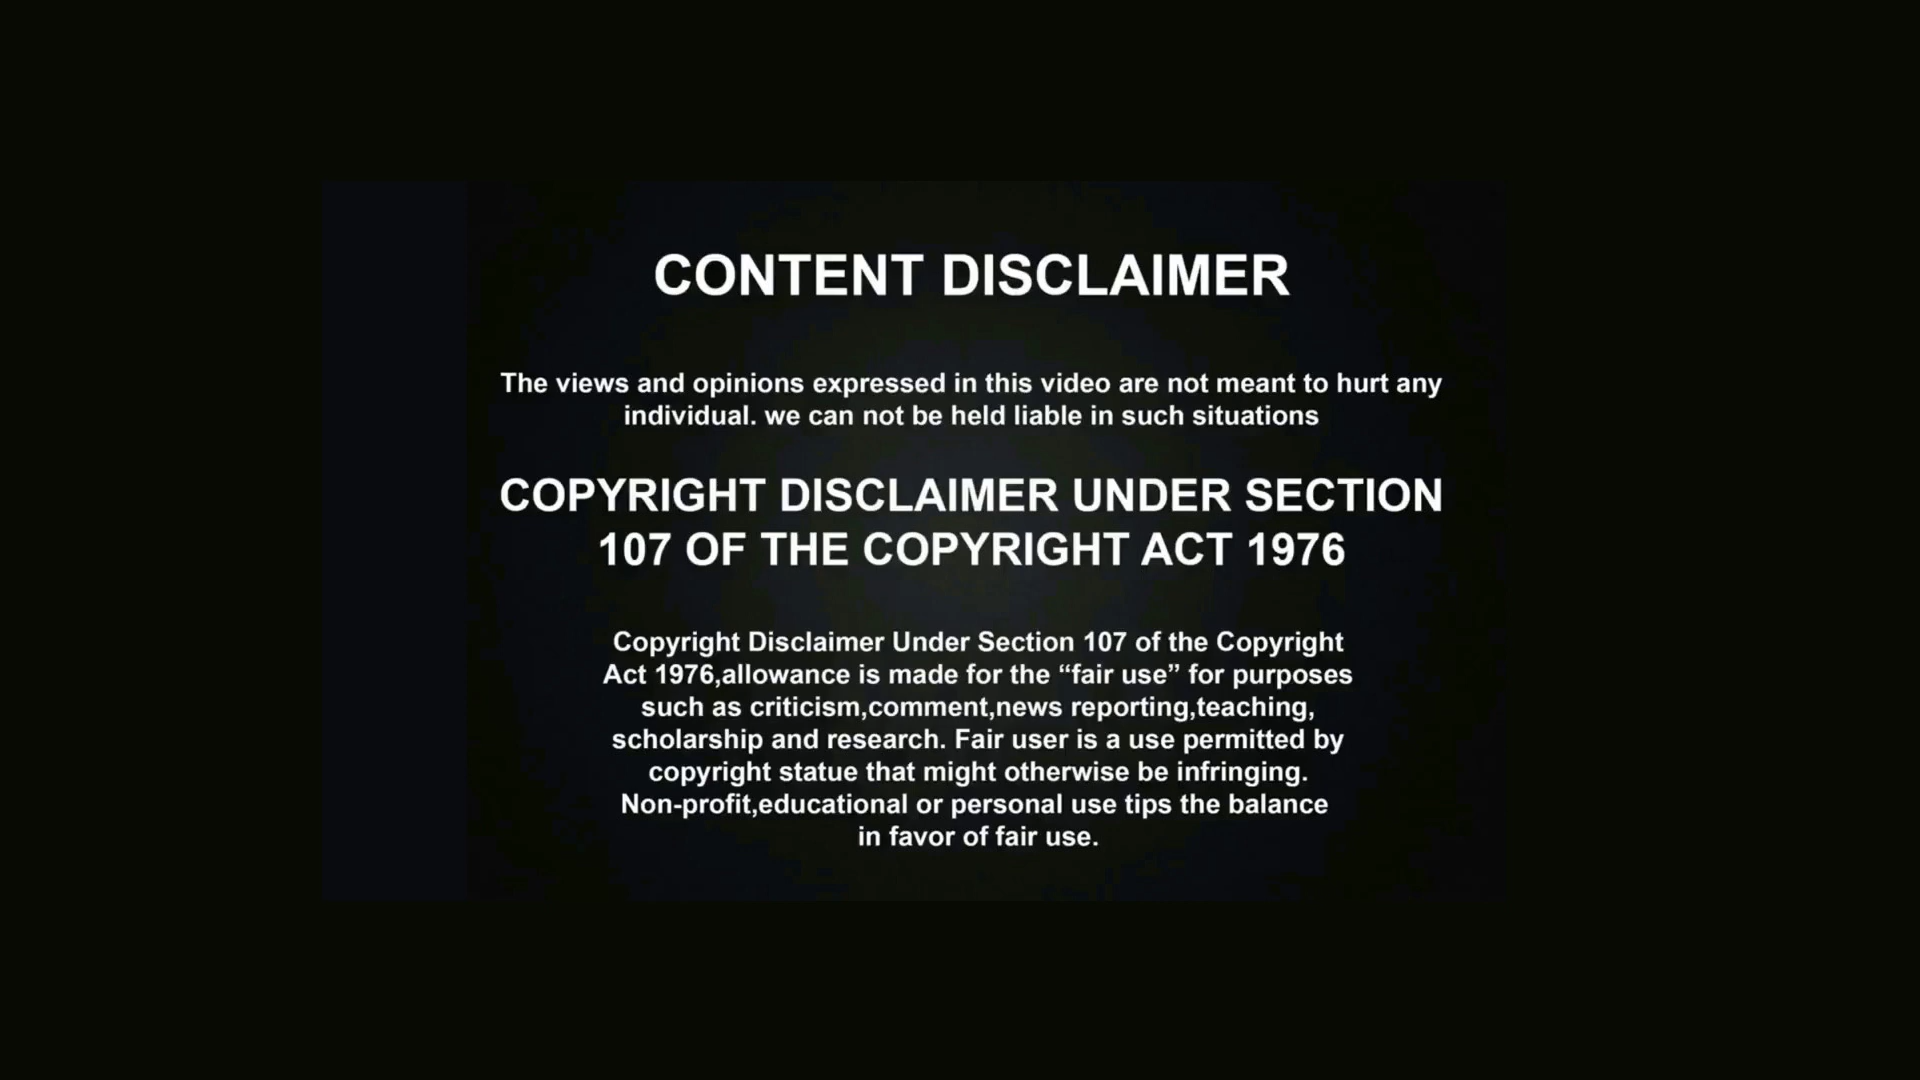 CONTENT DISCLAIMER
The views and opinions expressed in this video are not meant to hurt any
individual. we can not be held liable in such situations
COPYRIGHT DISCLAIMER UNDER SECTION
107 OF THE COPYRIGHT ACT 1976
Copyright Disclaimer Under Section 107 of the Copyright
Act 1976,allowance is made for the “fair use” for purposes
such as criticism,comment,news reporting,teaching,
scholarship and research. Fair user is a use permitted by
copyright statue that might otherwise be infringing.
Non-profit,educational or personal use tips the balance
in favor of fair use.